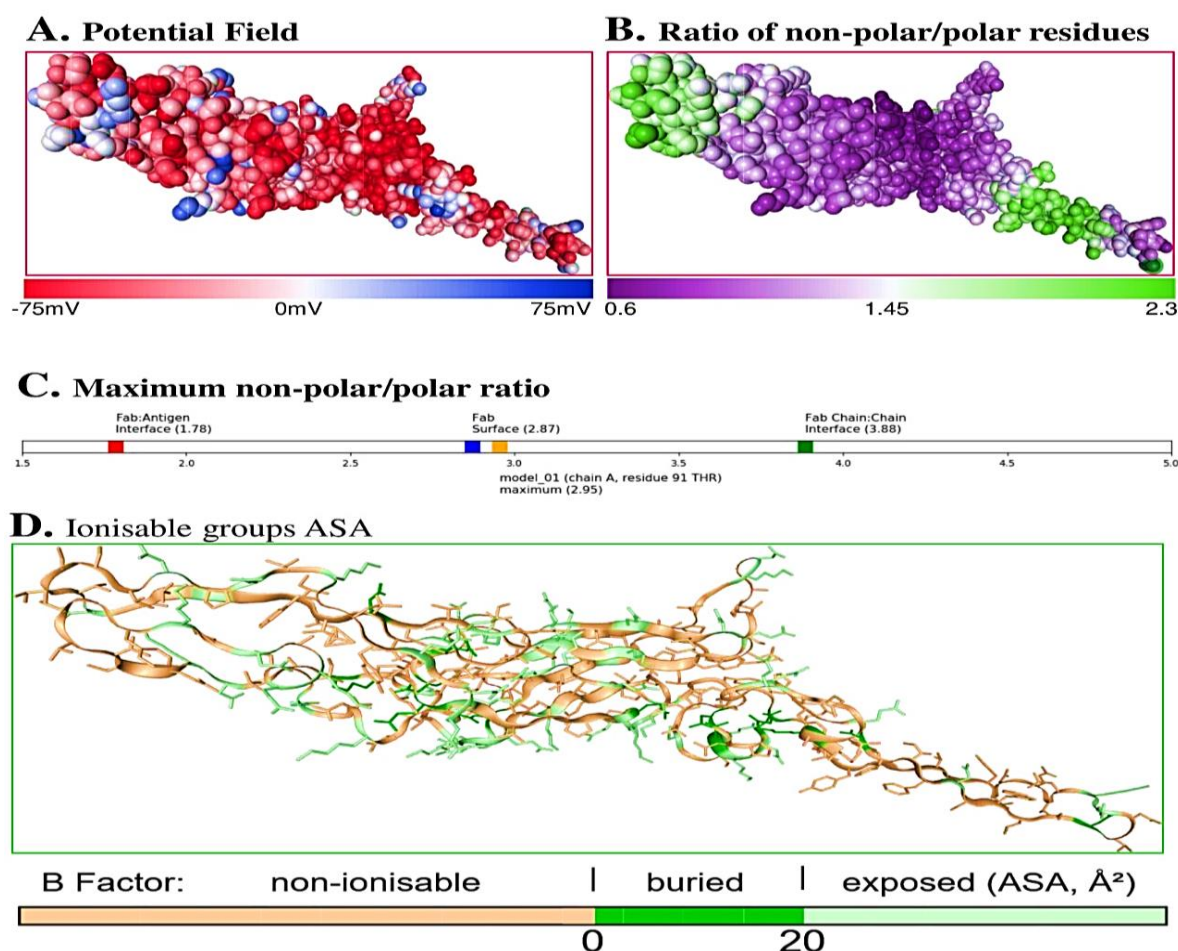 A. Potential Field
B. Ratio of non-polar/polar residues
-75mV 0mV 75mV
0.6 1.45 2.3
C. Maximum non-polar/polar ratio
Fab:Antigen
Interface (1.78)
Fab
Surface (2.87)
Fab Chain:Chain
Interface (3.88)
1.5 2.0 2.5 3.0 3.5 4.0 4.5 5.0
model_01 (chain A, residue 91 THR)
maximum (2.95)
D. Ionisable groups ASA
B Factor: non-ionisable | buried | exposed (ASA, Å²)
0 20